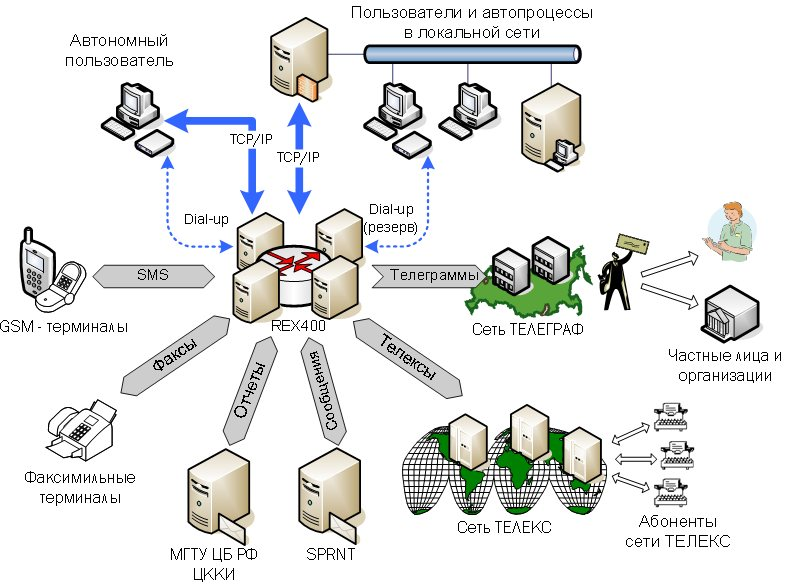 Пользователи и автопроцессы
в локальной сети
Автономный
пользователь
TCP/IP
TCP/IP
Dial-up
Dial-up
(резерв)
SMS
Телеграммы
GSM - терминалы
REX400
Сеть ТЕЛЕГРАФ
Частные лица и
организации
Факсы
Отчеты
Сообщения
Телексы
Факсимильные
терминалы
МГТУ ЦБ РФ
ЦККИ
SPRNT
Сеть ТЕЛЕКС
Абоненты
сети ТЕЛЕКС